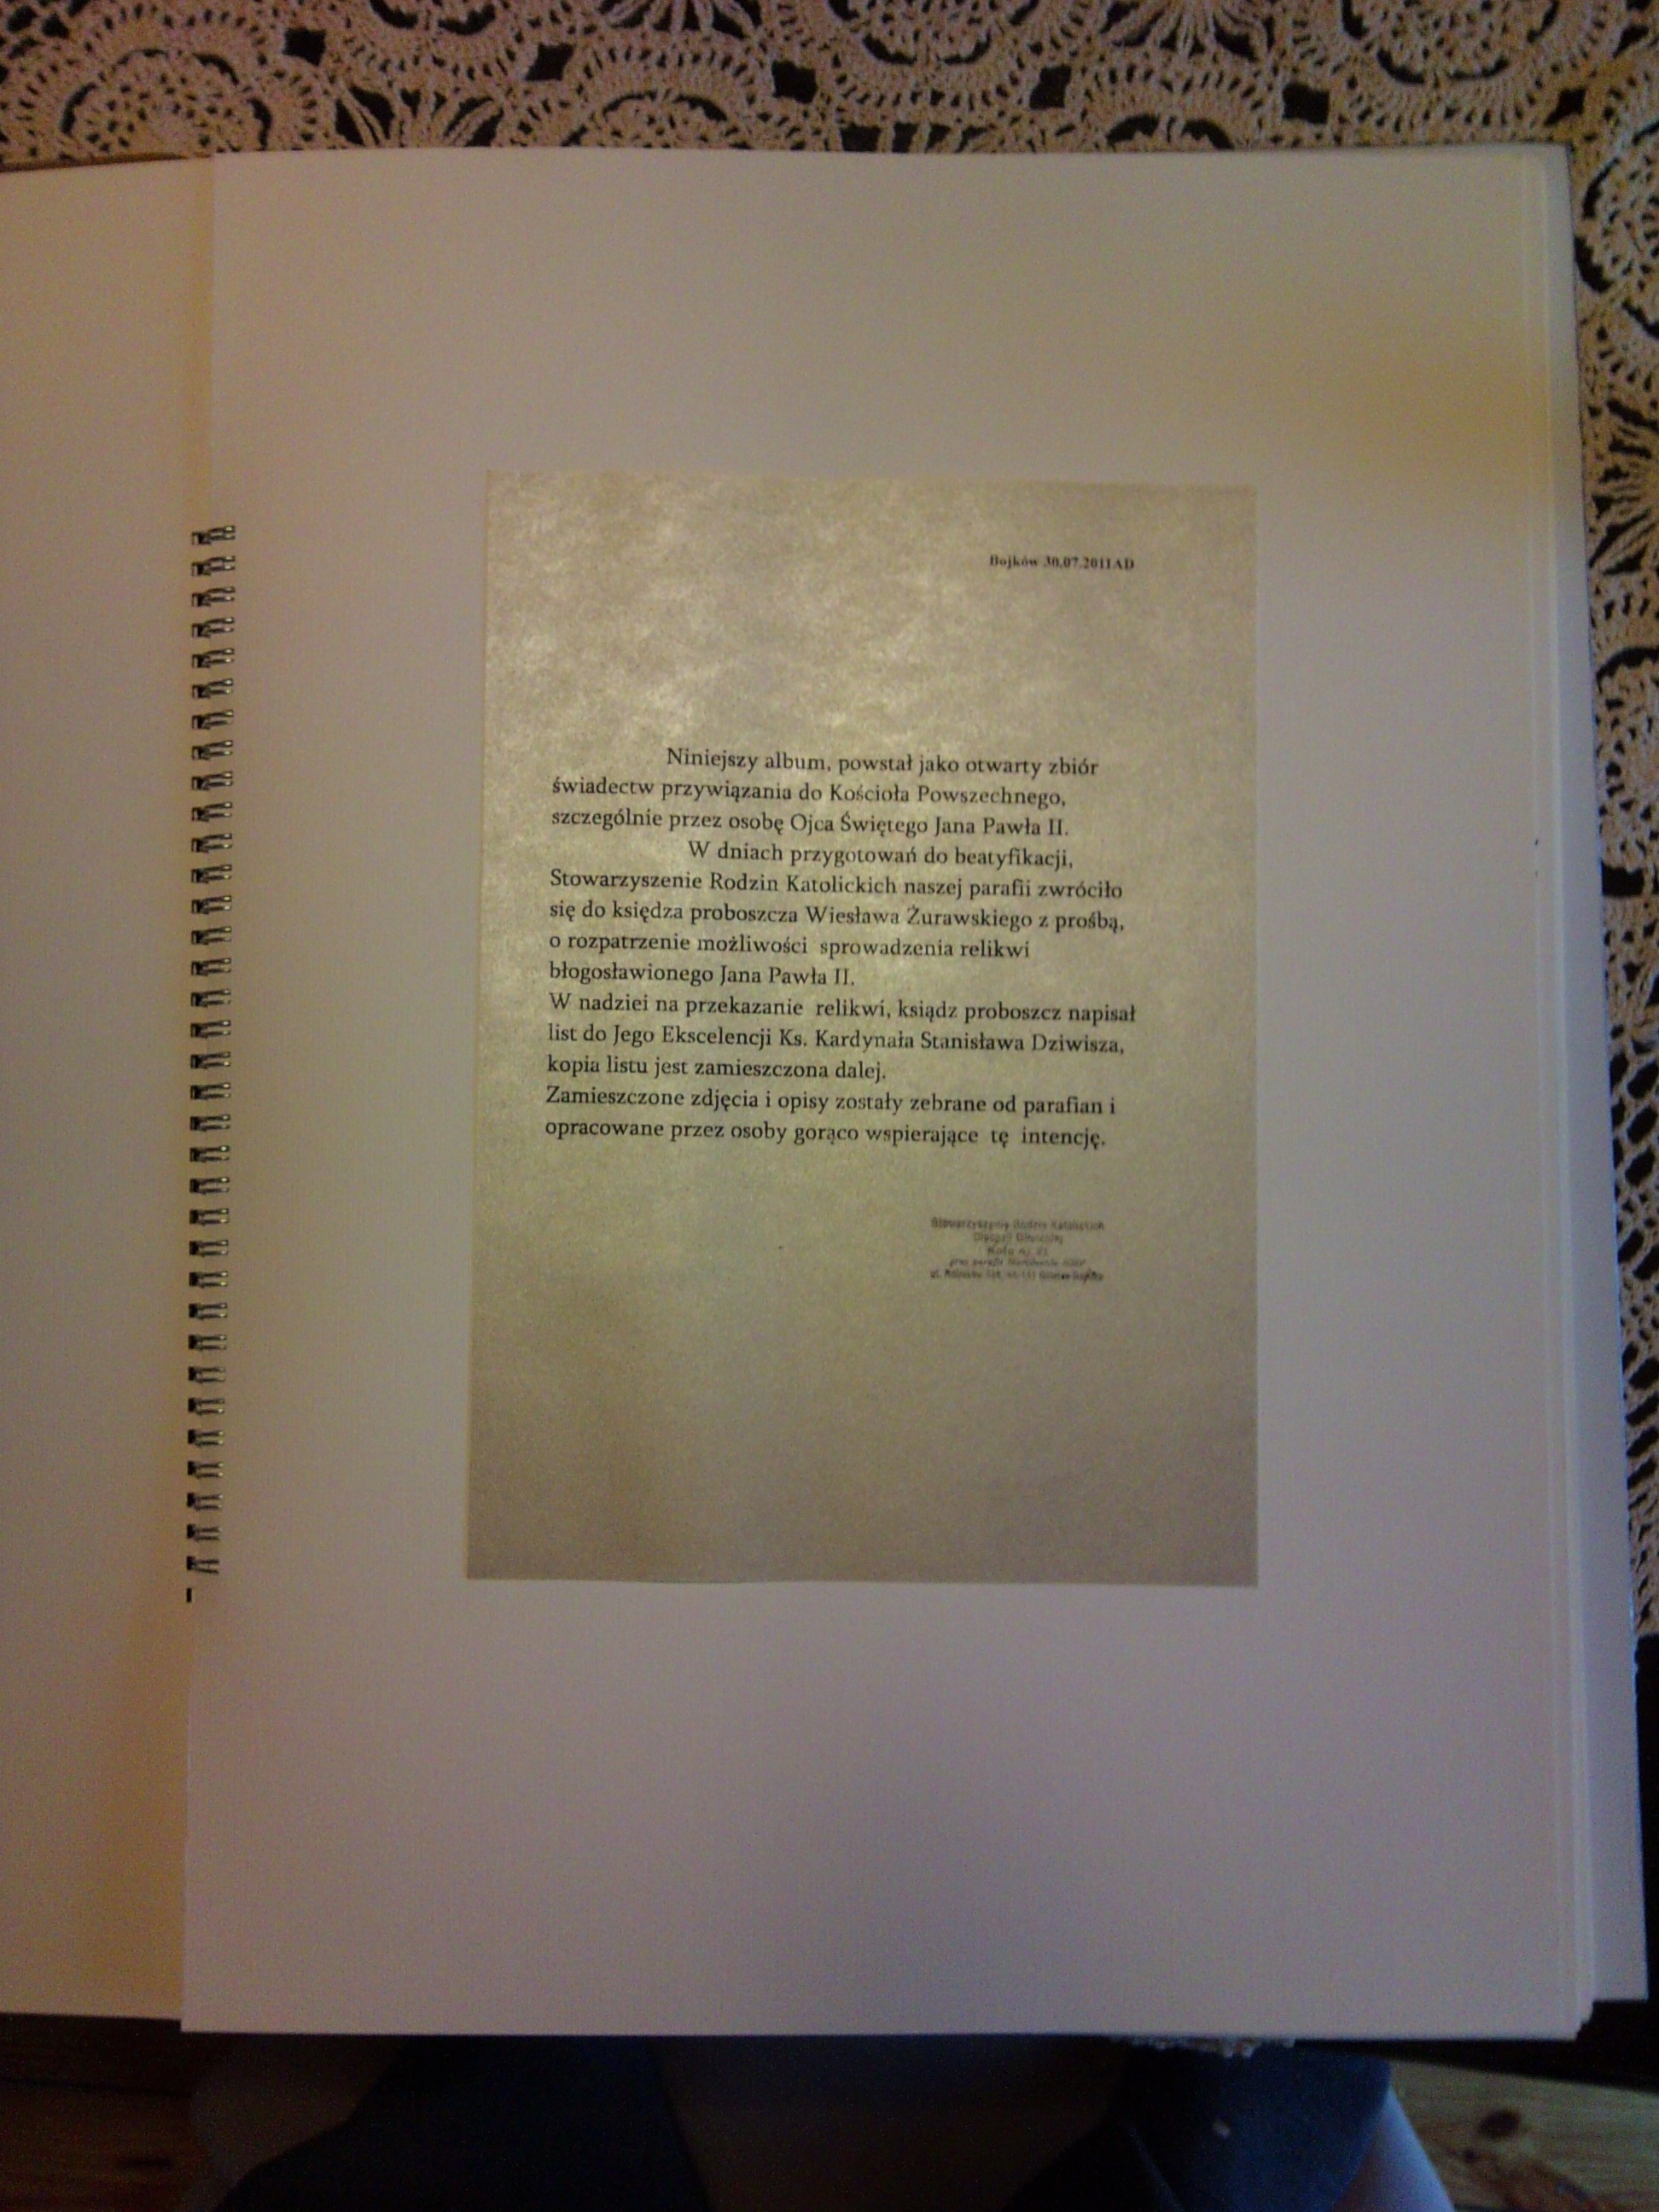 Bojków 30.07.2011AD
Niniejszy album, powstał jako otwarty zbiór
świadectw przywiązania do Kościoła Powszechnego,
szczególnie przez osobę Ojca Świętego Jana Pawła II.
W dniach przygotowań do beatyfikacji,
Stowarzyszenie Rodzin Katolickich naszej parafii zwróciło
się do księdza proboszcza Wiesława Żurawskiego z prośbą,
o rozpatrzenie możliwości sprowadzenia relikwi
błogosławionego Jana Pawła II.
W nadziei na przekazanie relikwi, ksiądz proboszcz napisał
list do Jego Ekscelencji Ks. Kardynała Stanisława Dziwisza,
kopia listu jest zamieszczona dalej.
Zamieszczone zdjęcia i opisy zostały zebrane od parafian i
opracowane przez osoby gorąco wspierające tę intencję.
Stowarzyszenie Rodzin Katolickich